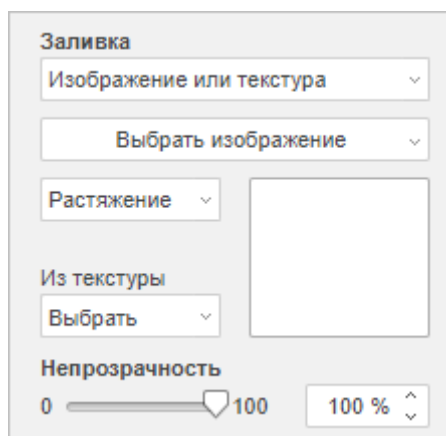 Заливка
Изображение или текстура
Выбрать изображение
Растяжение
Из текстуры
Выбрать
Непрозрачность
0 100 100 %